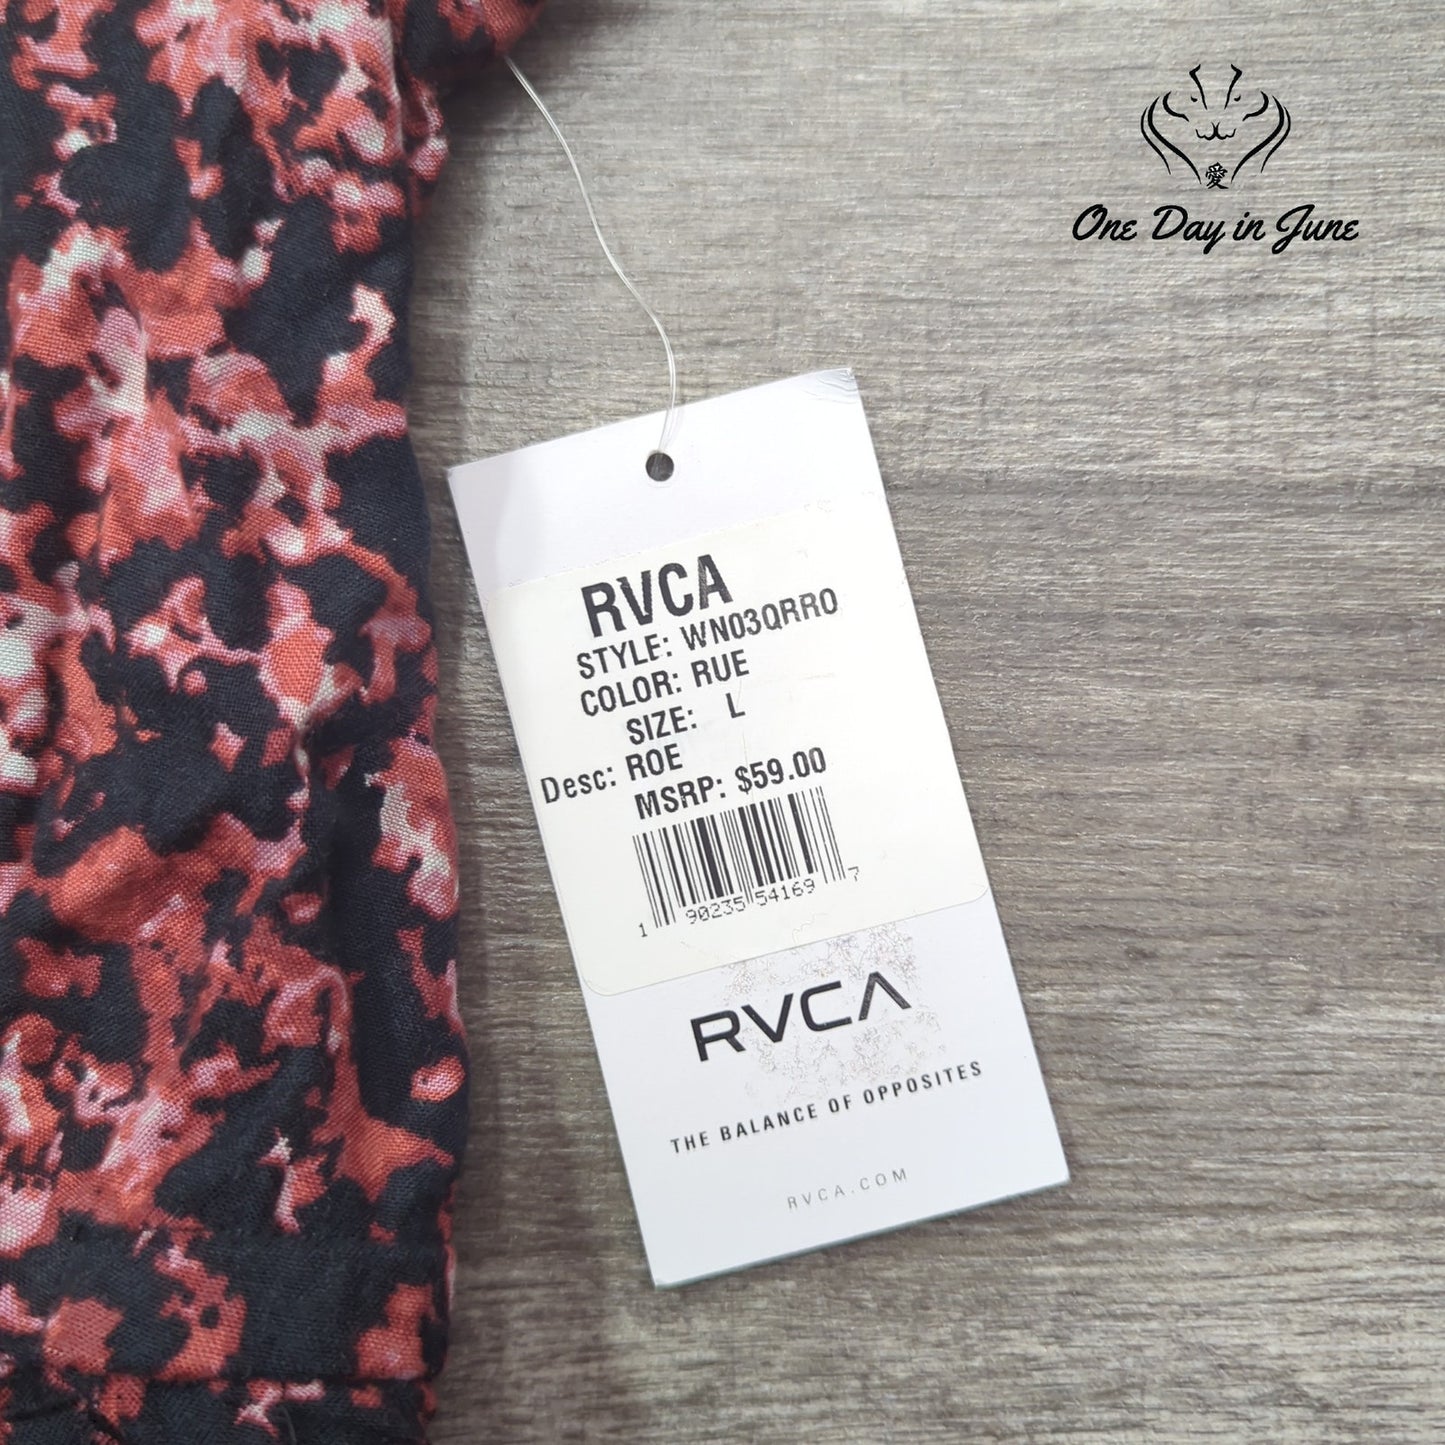 愛
One Day in June
RVCA
STYLE: WN03QRRO
COLOR: RUE
SIZE: L
Desc: ROE
MSRP: $59.00
1 90235 54169 7
RVCA
THE BALANCE OF OPPOSITES
RVCA.COM